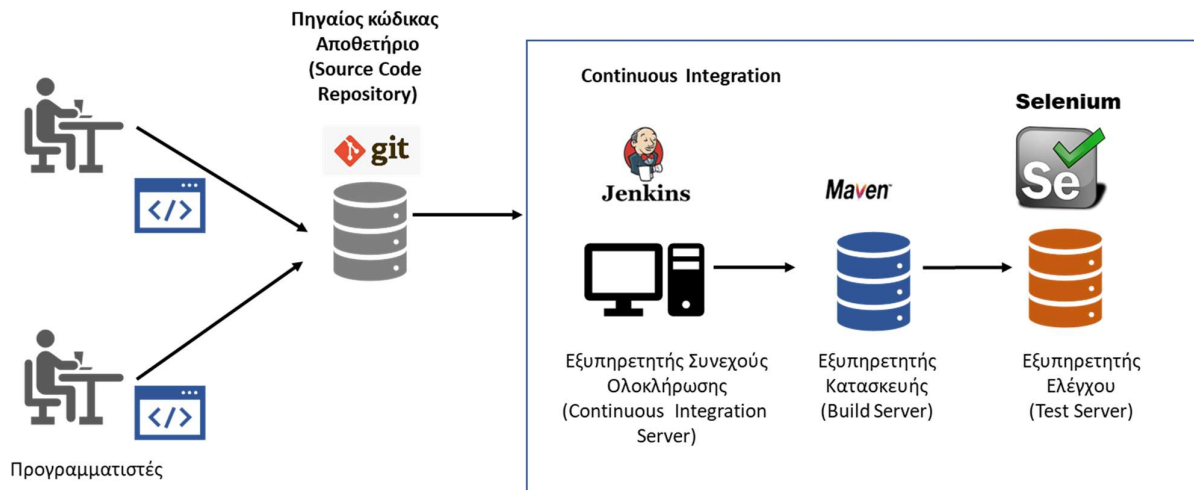 Πηγαίος κώδικας
Αποθετήριο
(Source Code
Repository)
git
Continuous Integration
Jenkins
Maven™
Selenium
Se
</>
</>
Προγραμματιστές
Εξυπηρετητής Συνεχούς
Ολοκλήρωσης
(Continuous Integration
Server)
Εξυπηρετητής
Κατασκευής
(Build Server)
Εξυπηρετητής
Ελέγχου
(Test Server)